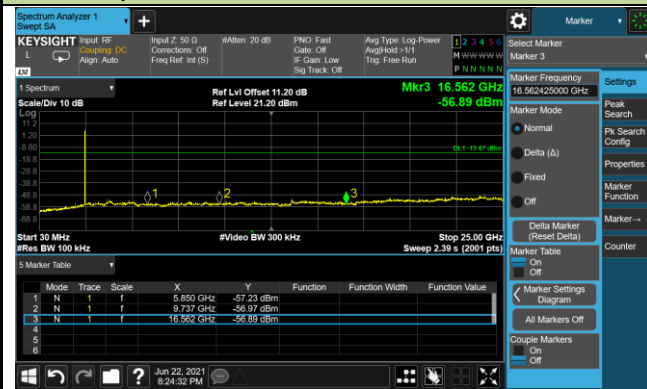 Spectrum Analyzer 1
Swept SA
Marker
KEYSIGHT
L
LXI
Input: RF
Coupling: DC
Align: Auto
Input Z: 50 Ω
Corrections: Off
Freq Ref: Int (S)
#Atten: 20 dB
PNO: Fast
Gate: Off
IF Gain: Low
Sig Track: Off
Avg Type: Log-Power
Avg|Hold:>1/1
Trig: Free Run
1 2 3 4 5 6
M W W W W W
P N N N N N
Select Marker
Marker 3
1 Spectrum
Scale/Div 10 dB
Log
Ref Lvl Offset 11.20 dB
Ref Level 21.20 dBm
Mkr3 16.562 GHz
-56.89 dBm
11.2
1.20
-8.80
-18.8
-28.8
-38.8
-48.8
-58.8
-68.8
DL1 -13.47 dBm
1
2
3
Start 30 MHz
#Res BW 100 kHz
#Video BW 300 kHz
Stop 25.00 GHz
Sweep 2.39 s (2001 pts)
5 Marker Table
Mode Trace Scale X Y Function Function Width Function Value
1 N 1 f 5.850 GHz -57.23 dBm
2 N 1 f 9.737 GHz -56.97 dBm
3 N 1 f 16.562 GHz -56.89 dBm
4
5
6
Marker Frequency
16.562425000 GHz
Marker Mode
Normal
Delta (Δ)
Fixed
Off
Delta Marker
(Reset Delta)
Marker Table
On
Off
Marker Settings
Diagram
All Markers Off
Couple Markers
On
Off
Settings
Peak
Search
Pk Search
Config
Properties
Marker
Function
Marker→
Counter
?
Jun 22, 2021
8:24:32 PM